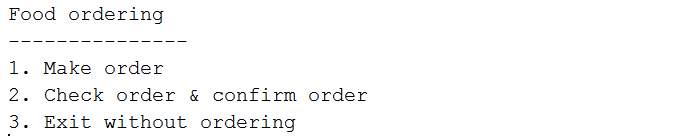 Food ordering
---------------
1. Make order
2. Check order & confirm order
3. Exit without ordering